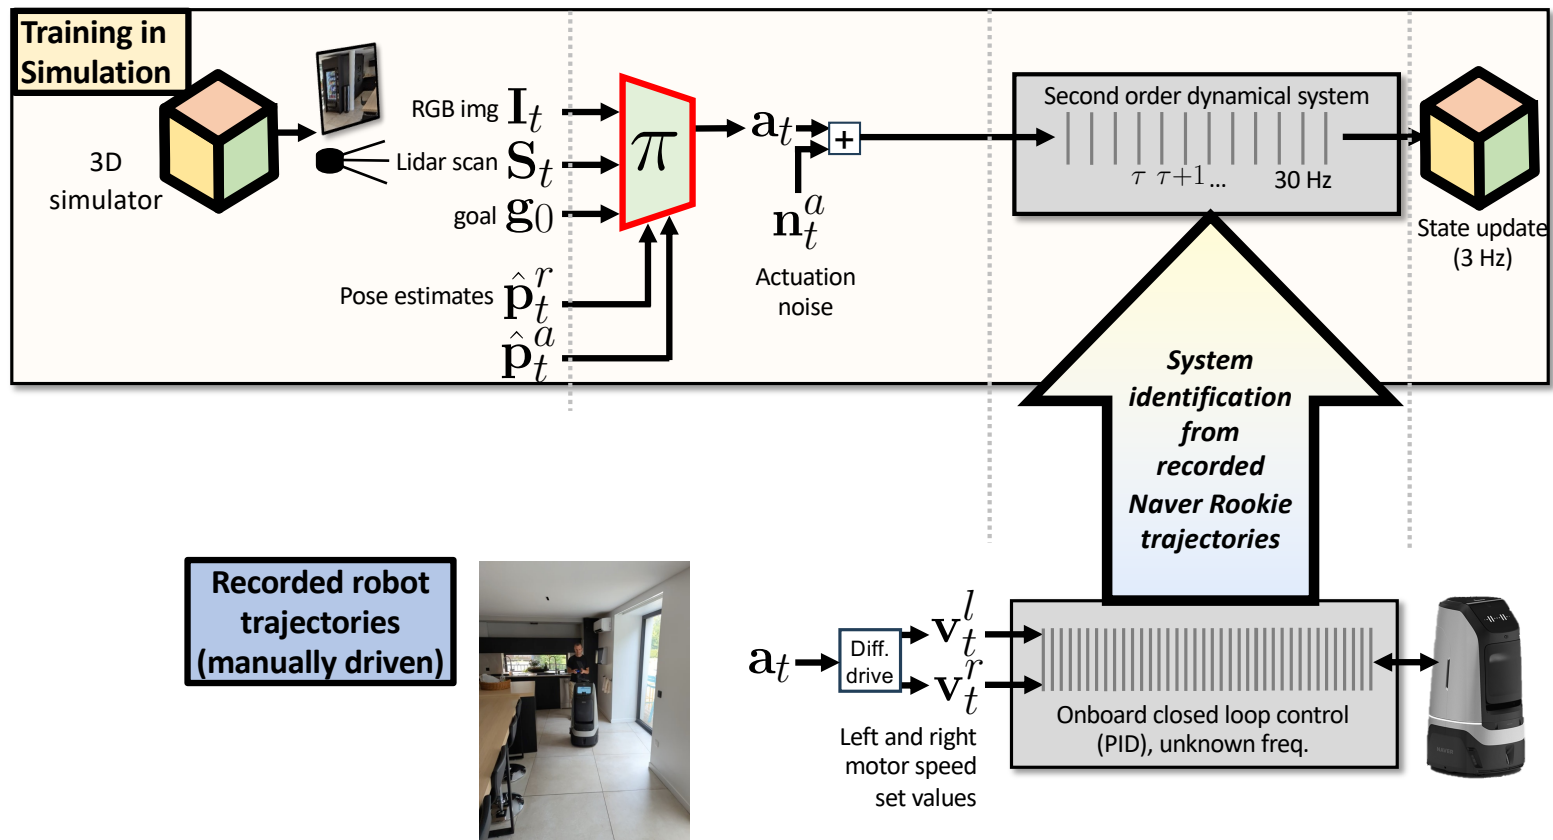 Training in
Simulation
3D
simulator
RGB img I_t
Lidar scan S_t
goal g_0
Pose estimates p̂_t^r
p̂_t^a
π
a_t
+
n_t^a
Actuation
noise
Second order dynamical system
τ τ+1... 30 Hz
State update
(3 Hz)
System
identification
from
recorded
Naver Rookie
trajectories
Recorded robot
trajectories
(manually driven)
a_t
Diff.
drive
v_t^l
v_t^r
Left and right
motor speed
set values
Onboard closed loop control
(PID), unknown freq.
NAVER